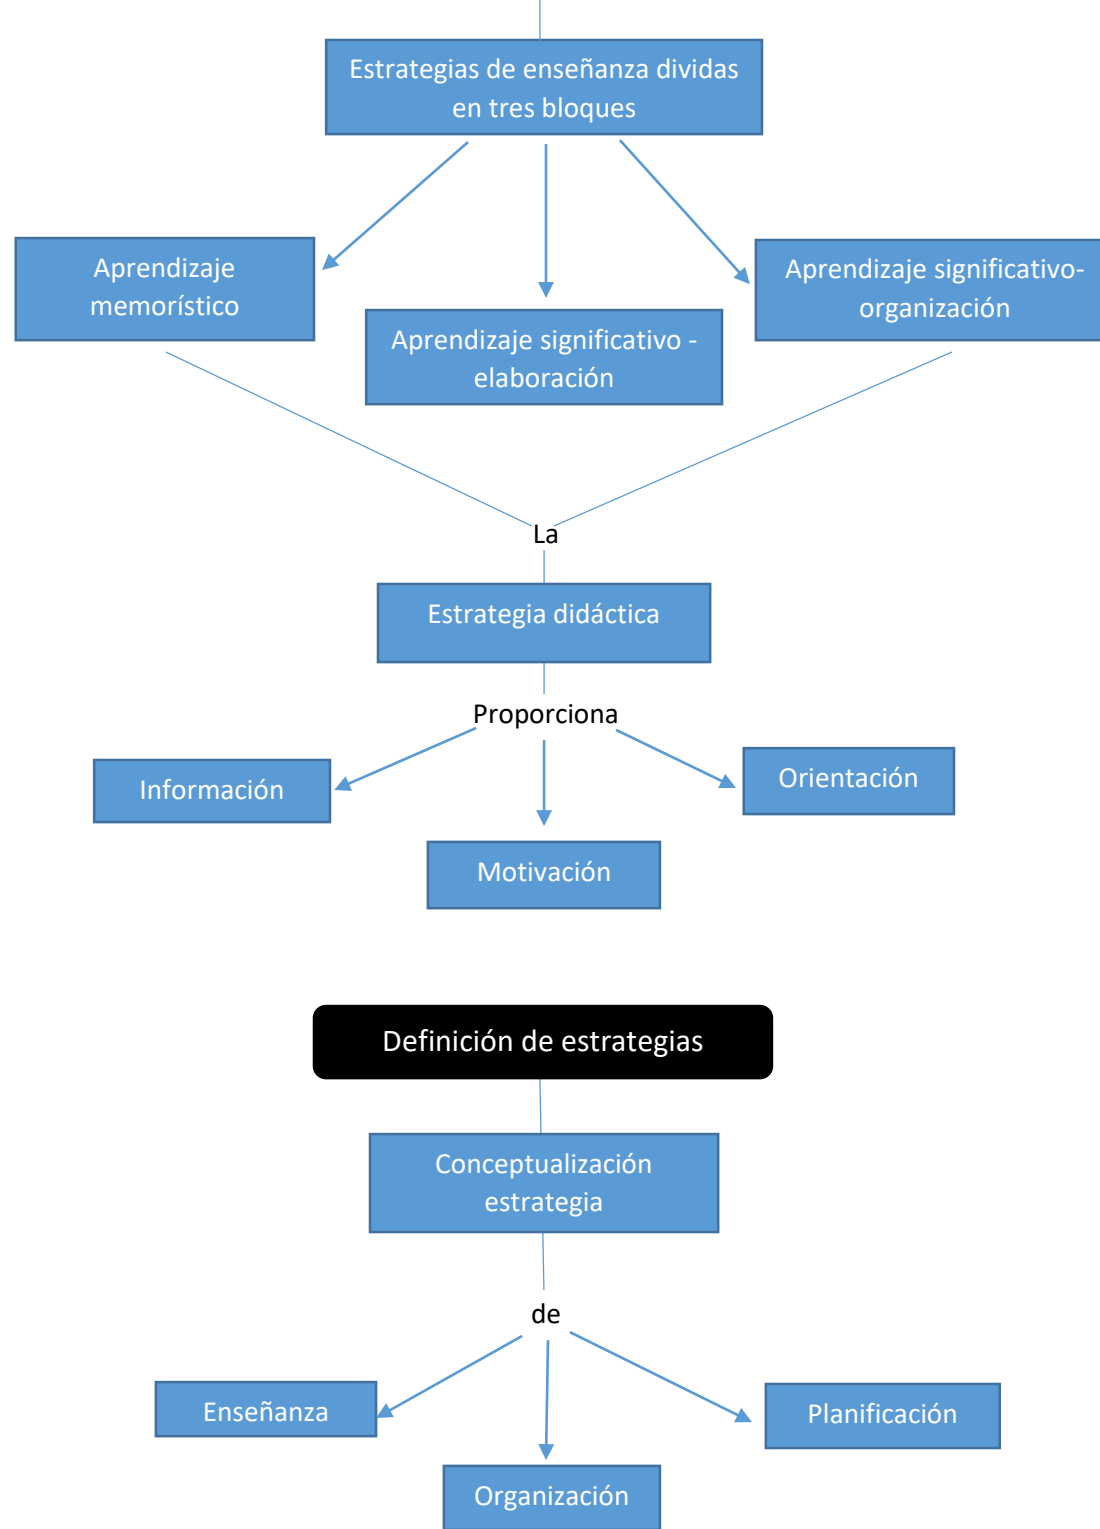 Estrategias de enseñanza dividas
en tres bloques
Aprendizaje
memorístico
Aprendizaje significativo -
elaboración
Aprendizaje significativo-
organización
La
Estrategia didáctica
Proporciona
Información
Motivación
Orientación
Definición de estrategias
Conceptualización
estrategia
de
Enseñanza
Organización
Planificación